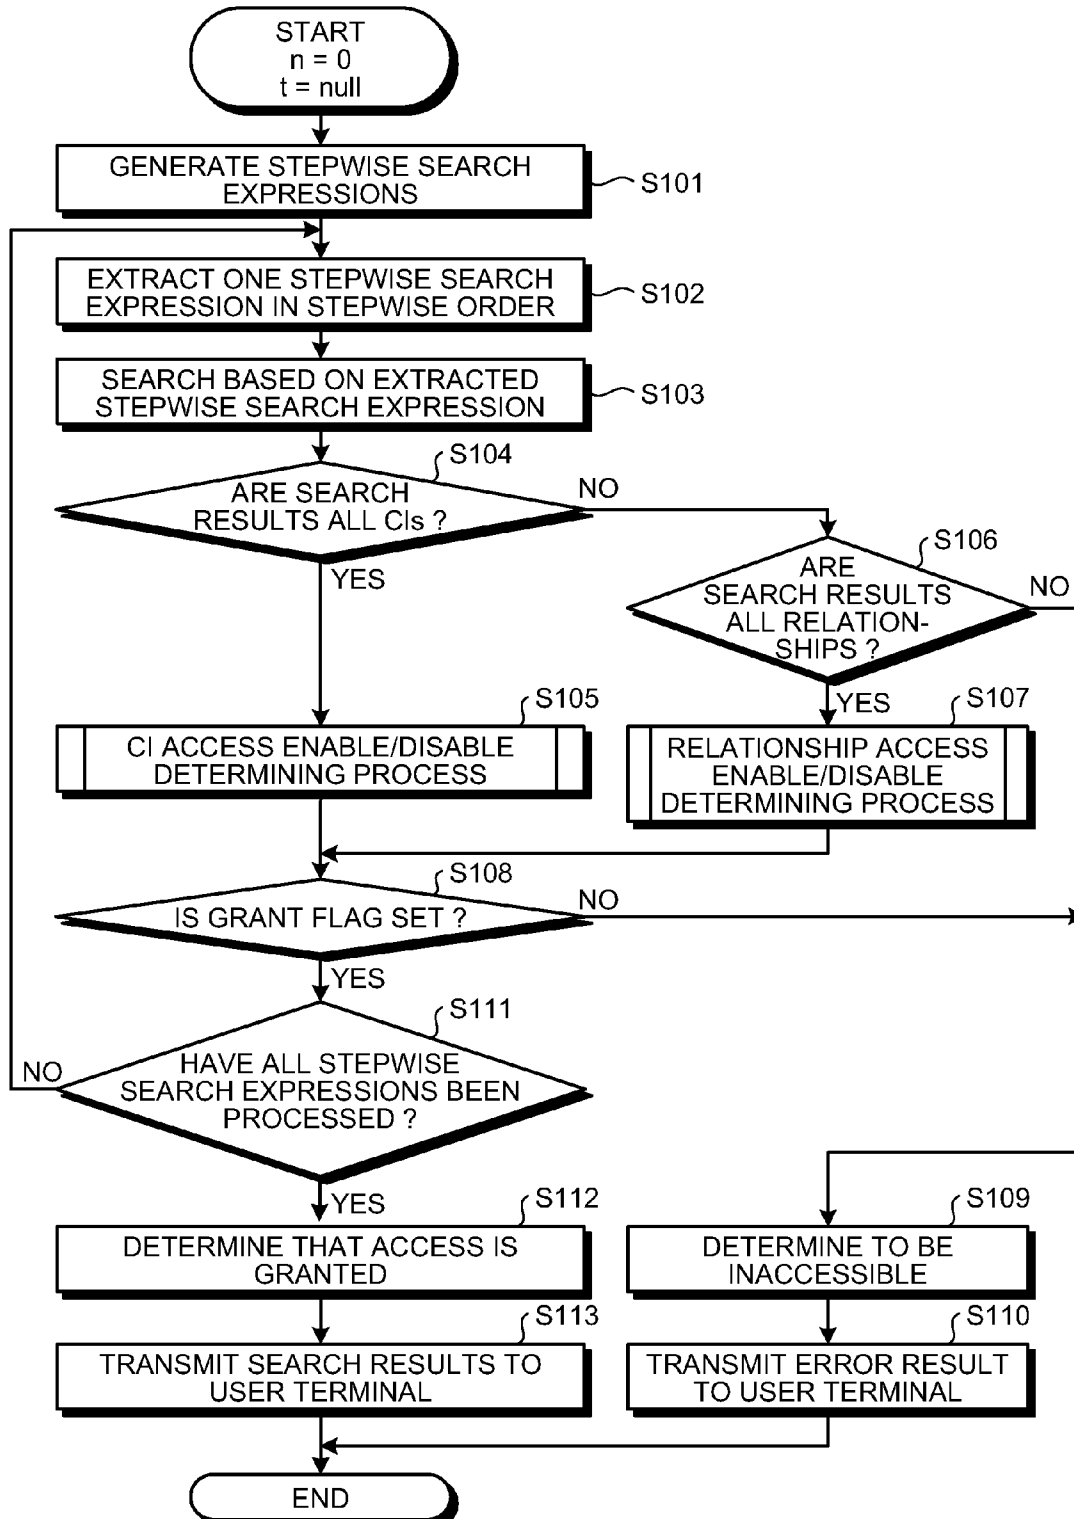 START
n = 0
t = null
GENERATE STEPWISE SEARCH
EXPRESSIONS
S101
EXTRACT ONE STEPWISE SEARCH
EXPRESSION IN STEPWISE ORDER
S102
SEARCH BASED ON EXTRACTED
STEPWISE SEARCH EXPRESSION
S103
S104
ARE SEARCH
RESULTS ALL CIs ?
NO
YES
S106
ARE
SEARCH RESULTS
ALL RELATION-
SHIPS ?
NO
YES
S105
CI ACCESS ENABLE/DISABLE
DETERMINING PROCESS
S107
RELATIONSHIP ACCESS
ENABLE/DISABLE
DETERMINING PROCESS
S108
IS GRANT FLAG SET ?
NO
YES
S111
HAVE ALL STEPWISE
SEARCH EXPRESSIONS BEEN
PROCESSED ?
NO
YES
S112
DETERMINE THAT ACCESS IS
GRANTED
S109
DETERMINE TO BE
INACCESSIBLE
S113
TRANSMIT SEARCH RESULTS TO
USER TERMINAL
S110
TRANSMIT ERROR RESULT
TO USER TERMINAL
END